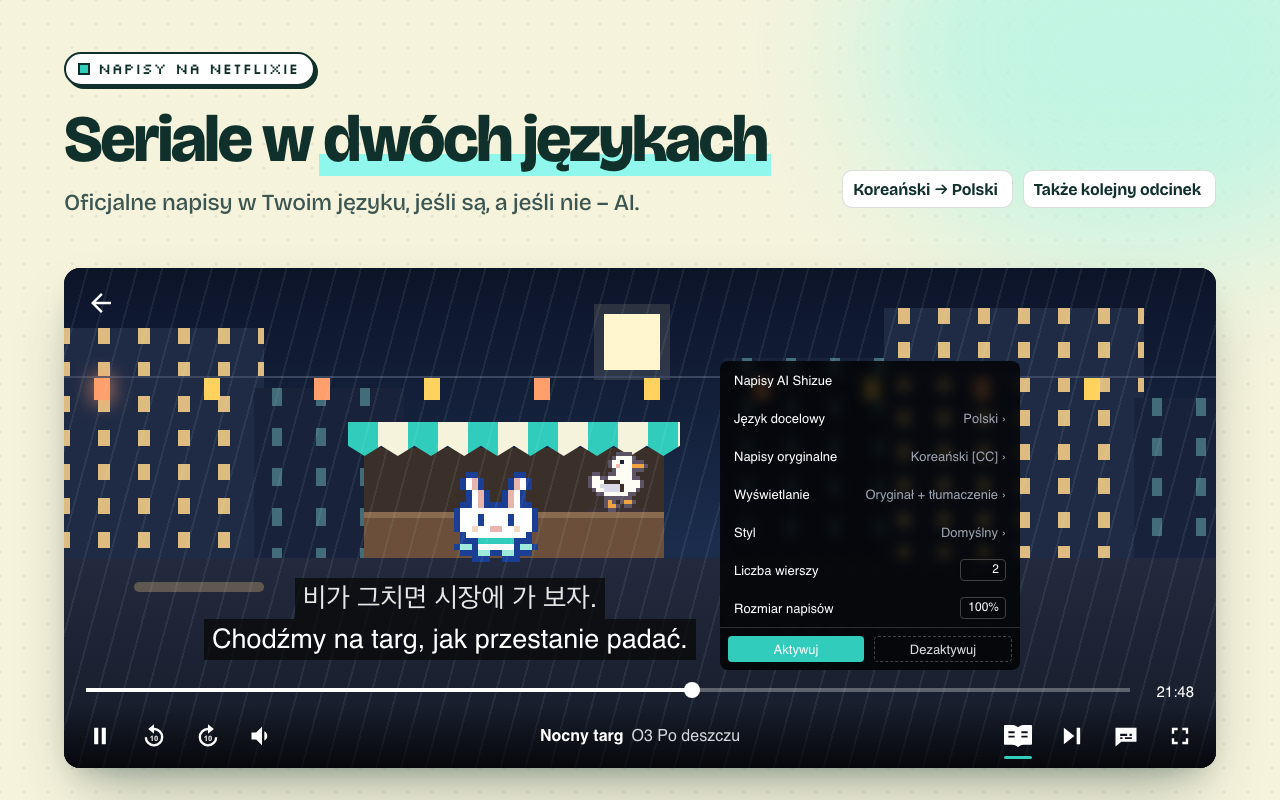 NAPISY NA NETFLIXIE
Seriale w dwóch językach
Oficjalne napisy w Twoim języku, jeśli są, a jeśli nie – AI.
Koreański → Polski
Także kolejny odcinek
Napisy AI Shizue
Język docelowy Polski ›
Napisy oryginalne Koreański [CC] ›
Wyświetlanie Oryginał + tłumaczenie ›
Styl Domyślny ›
Liczba wierszy 2
Rozmiar napisów 100%
Aktywuj Dezaktywuj
비가 그치면 시장에 가 보자.
Chodźmy na targ, jak przestanie padać.
21:48
10 10
Nocny targ O3 Po deszczu